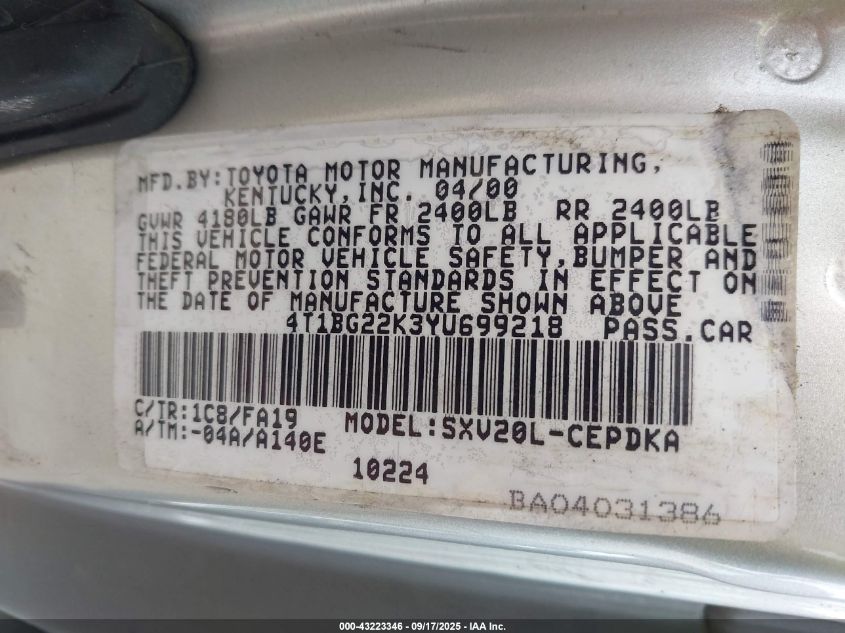 MFD.BY:TOYOTA MOTOR MANUFACTURING,
KENTUCKY,INC. 04/00
GVWR 4180LB GAWR FR 2400LB RR 2400LB
THIS VEHICLE CONFORMS TO ALL APPLICABLE
FEDERAL MOTOR VEHICLE SAFETY,BUMPER AND
THEFT PREVENTION STANDARDS IN EFFECT ON
THE DATE OF MANUFACTURE SHOWN ABOVE
4T1BG22K3YU699218 PASS.CAR
C/TR:1C8/FA19 MODEL:SXV20L-CEPDKA
A/TM:-04A/A140E
10224
BA04031386
000-43223346 - 09/17/2025 - IAA Inc.